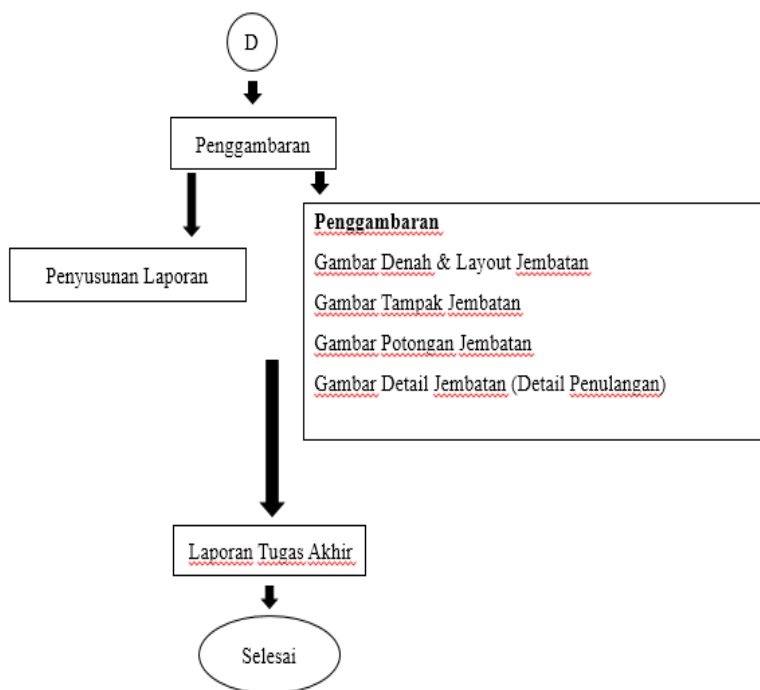 D
Penggambaran
Penyusunan Laporan
Penggambaran
Gambar Denah & Layout Jembatan
Gambar Tampak Jembatan
Gambar Potongan Jembatan
Gambar Detail Jembatan (Detail Penulangan)
Laporan Tugas Akhir
Selesai